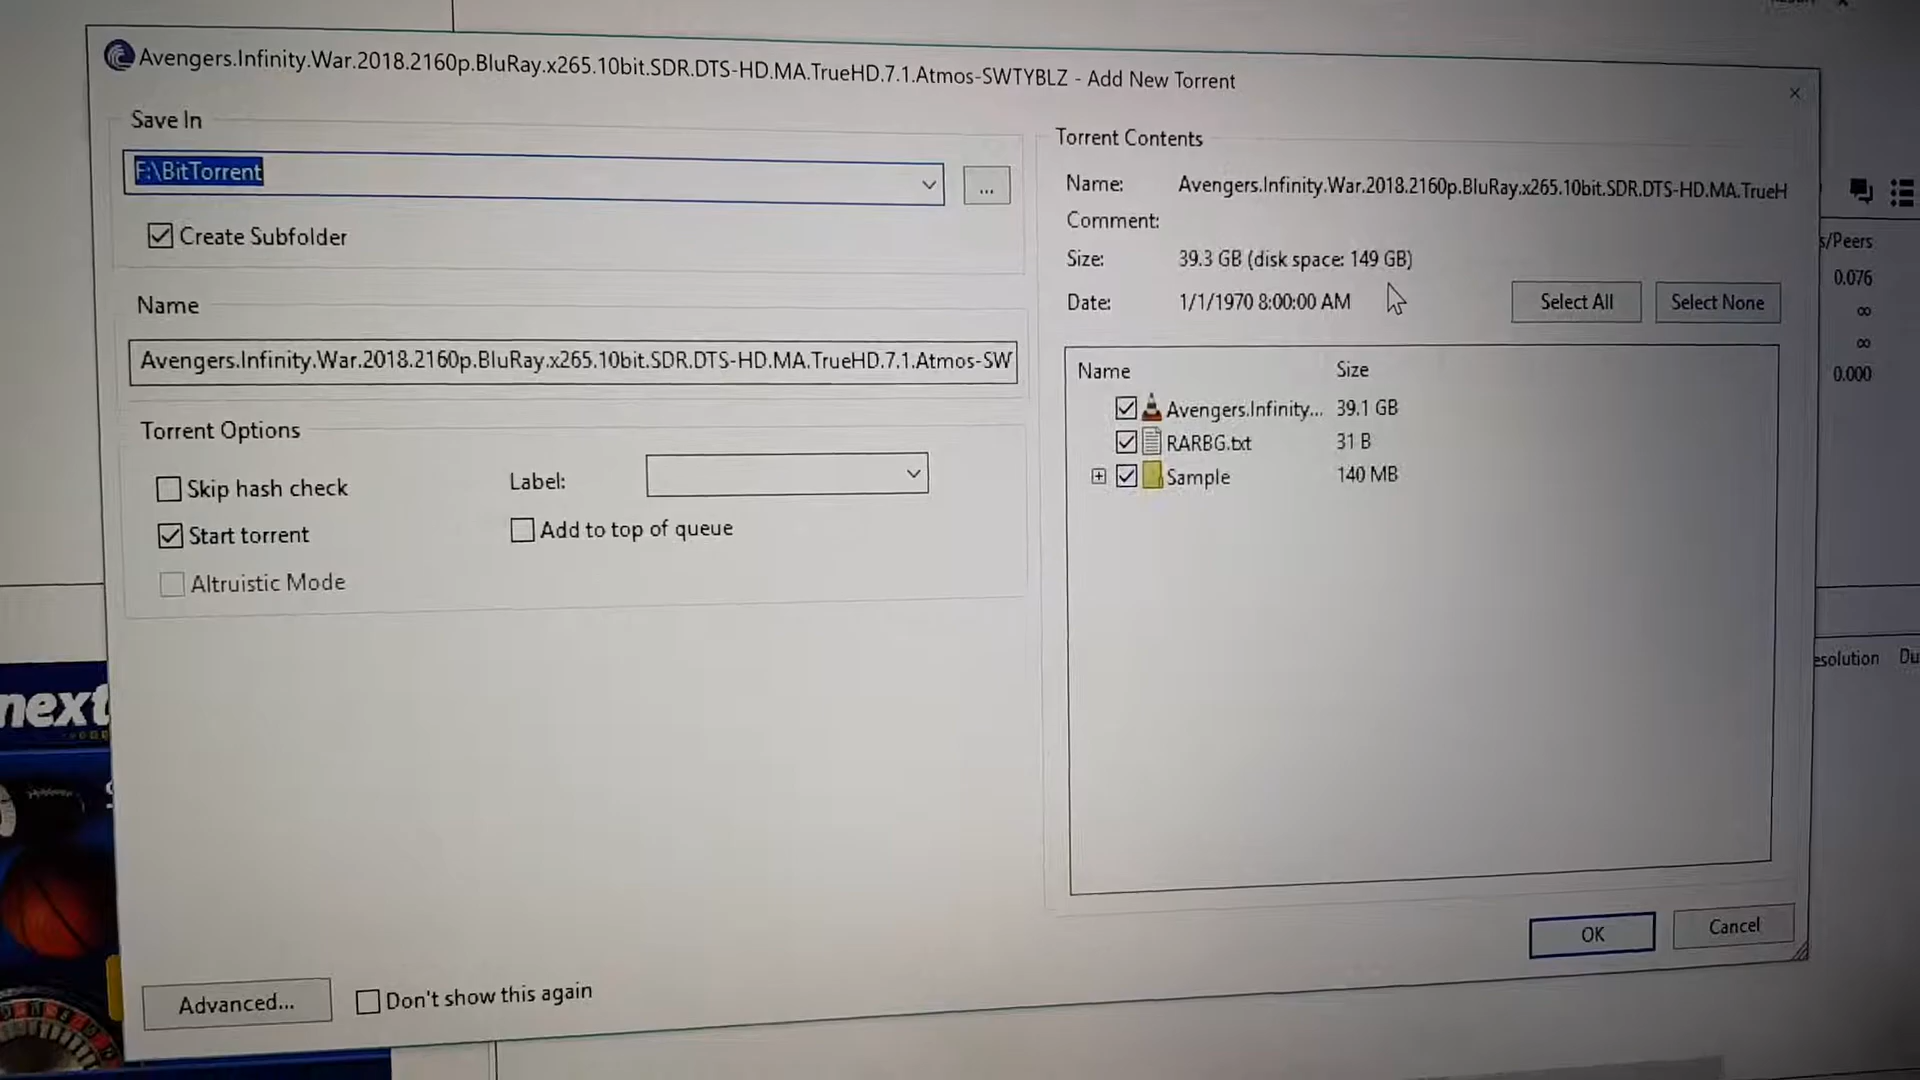 Avengers.Infinity.War.2018.2160p.BluRay.x265.10bit.SDR.DTS-HD.MA.TrueHD.7.1.Atmos-SWTYBLZ - Add New Torrent
Save In
F:\BitTorrent
...
Create Subfolder
Name
Avengers.Infinity.War.2018.2160p.BluRay.x265.10bit.SDR.DTS-HD.MA.TrueHD.7.1.Atmos-SW
Torrent Options
Skip hash check
Label:
Start torrent
Add to top of queue
Altruistic Mode
Advanced...
Don't show this again
Torrent Contents
Name: Avengers.Infinity.War.2018.2160p.BluRay.x265.10bit.SDR.DTS-HD.MA.TrueH
Comment:
Size: 39.3 GB (disk space: 149 GB)
Date: 1/1/1970 8:00:00 AM
Select All
Select None
Name Size
Avengers.Infinity... 39.1 GB
RARBG.txt 31 B
Sample 140 MB
OK
Cancel
s/Peers
0.076
∞
∞
0.000
esolution Du
next